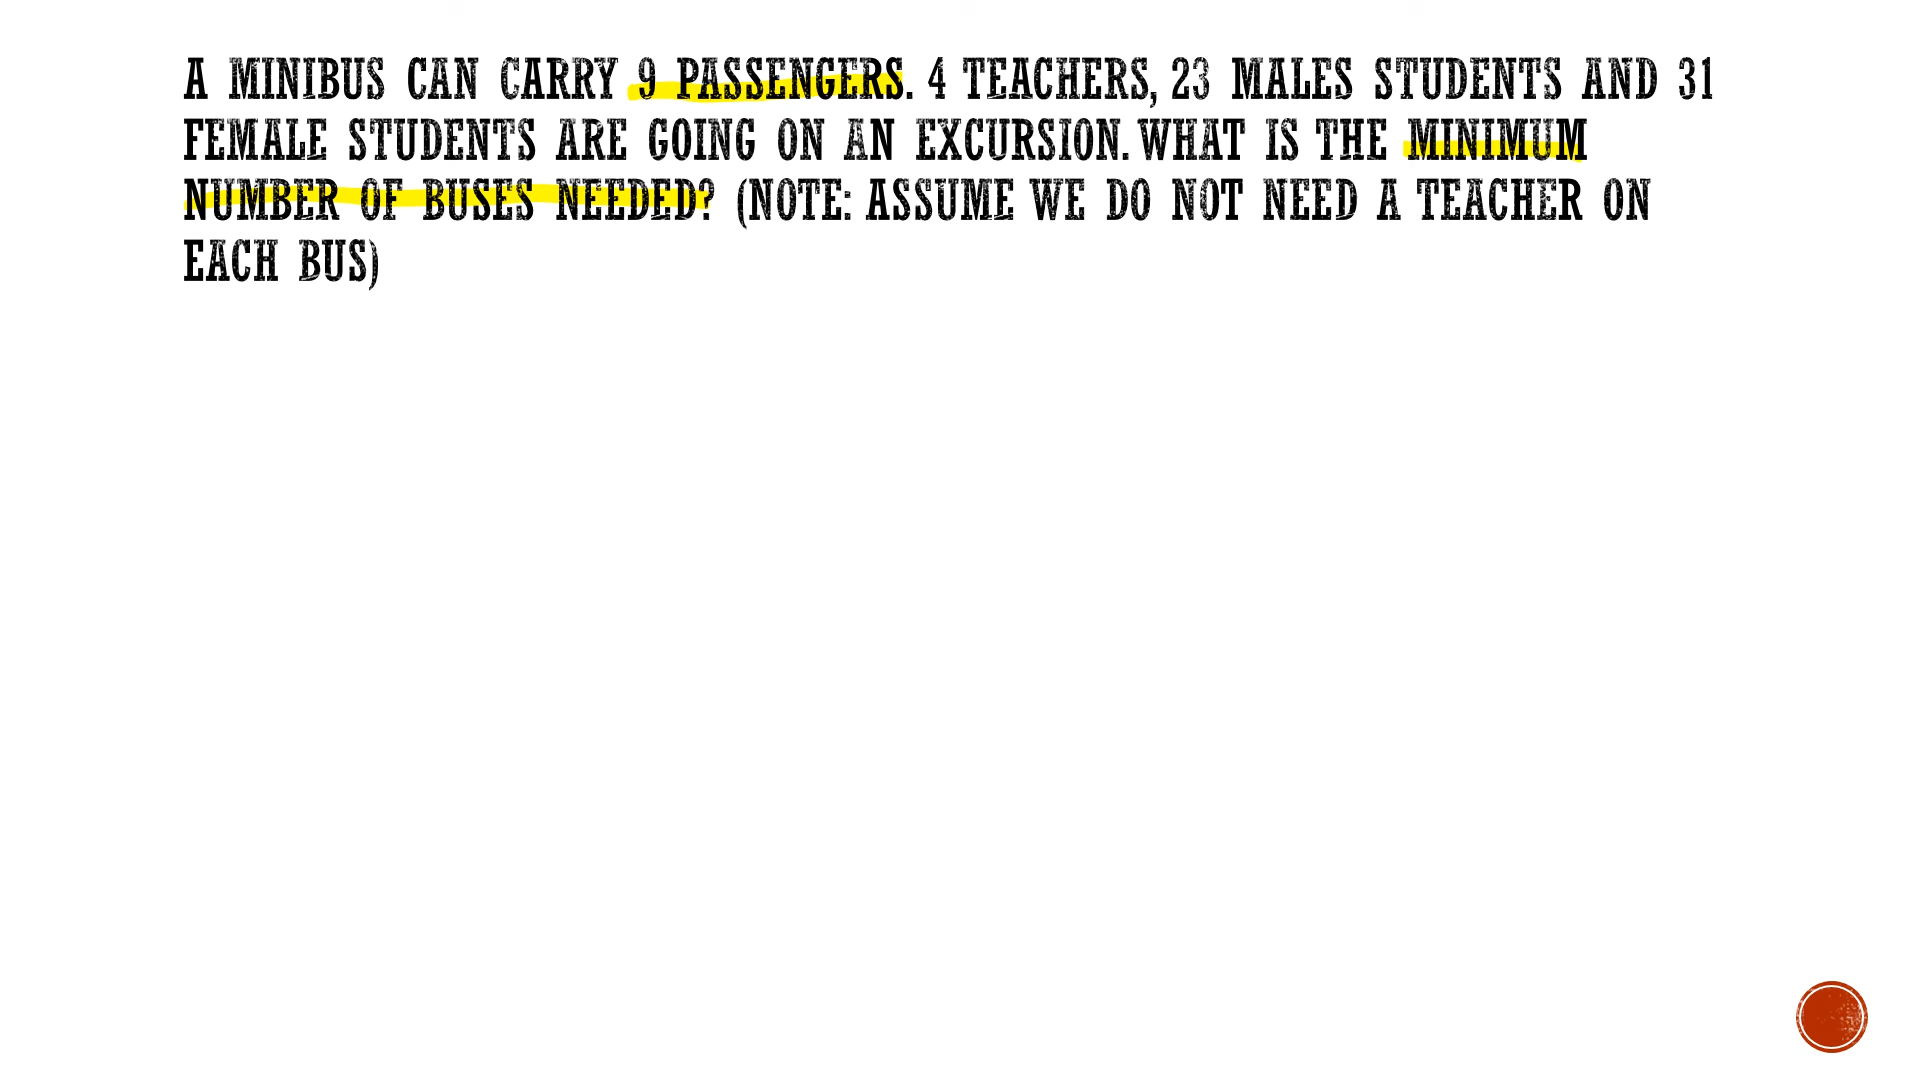 A MINIBUS CAN CARRY 9 PASSENGERS. 4 TEACHERS, 23 MALES STUDENTS AND 31
FEMALE STUDENTS ARE GOING ON AN EXCURSION. WHAT IS THE MINIMUM
NUMBER OF BUSES NEEDED? (NOTE: ASSUME WE DO NOT NEED A TEACHER ON
EACH BUS)